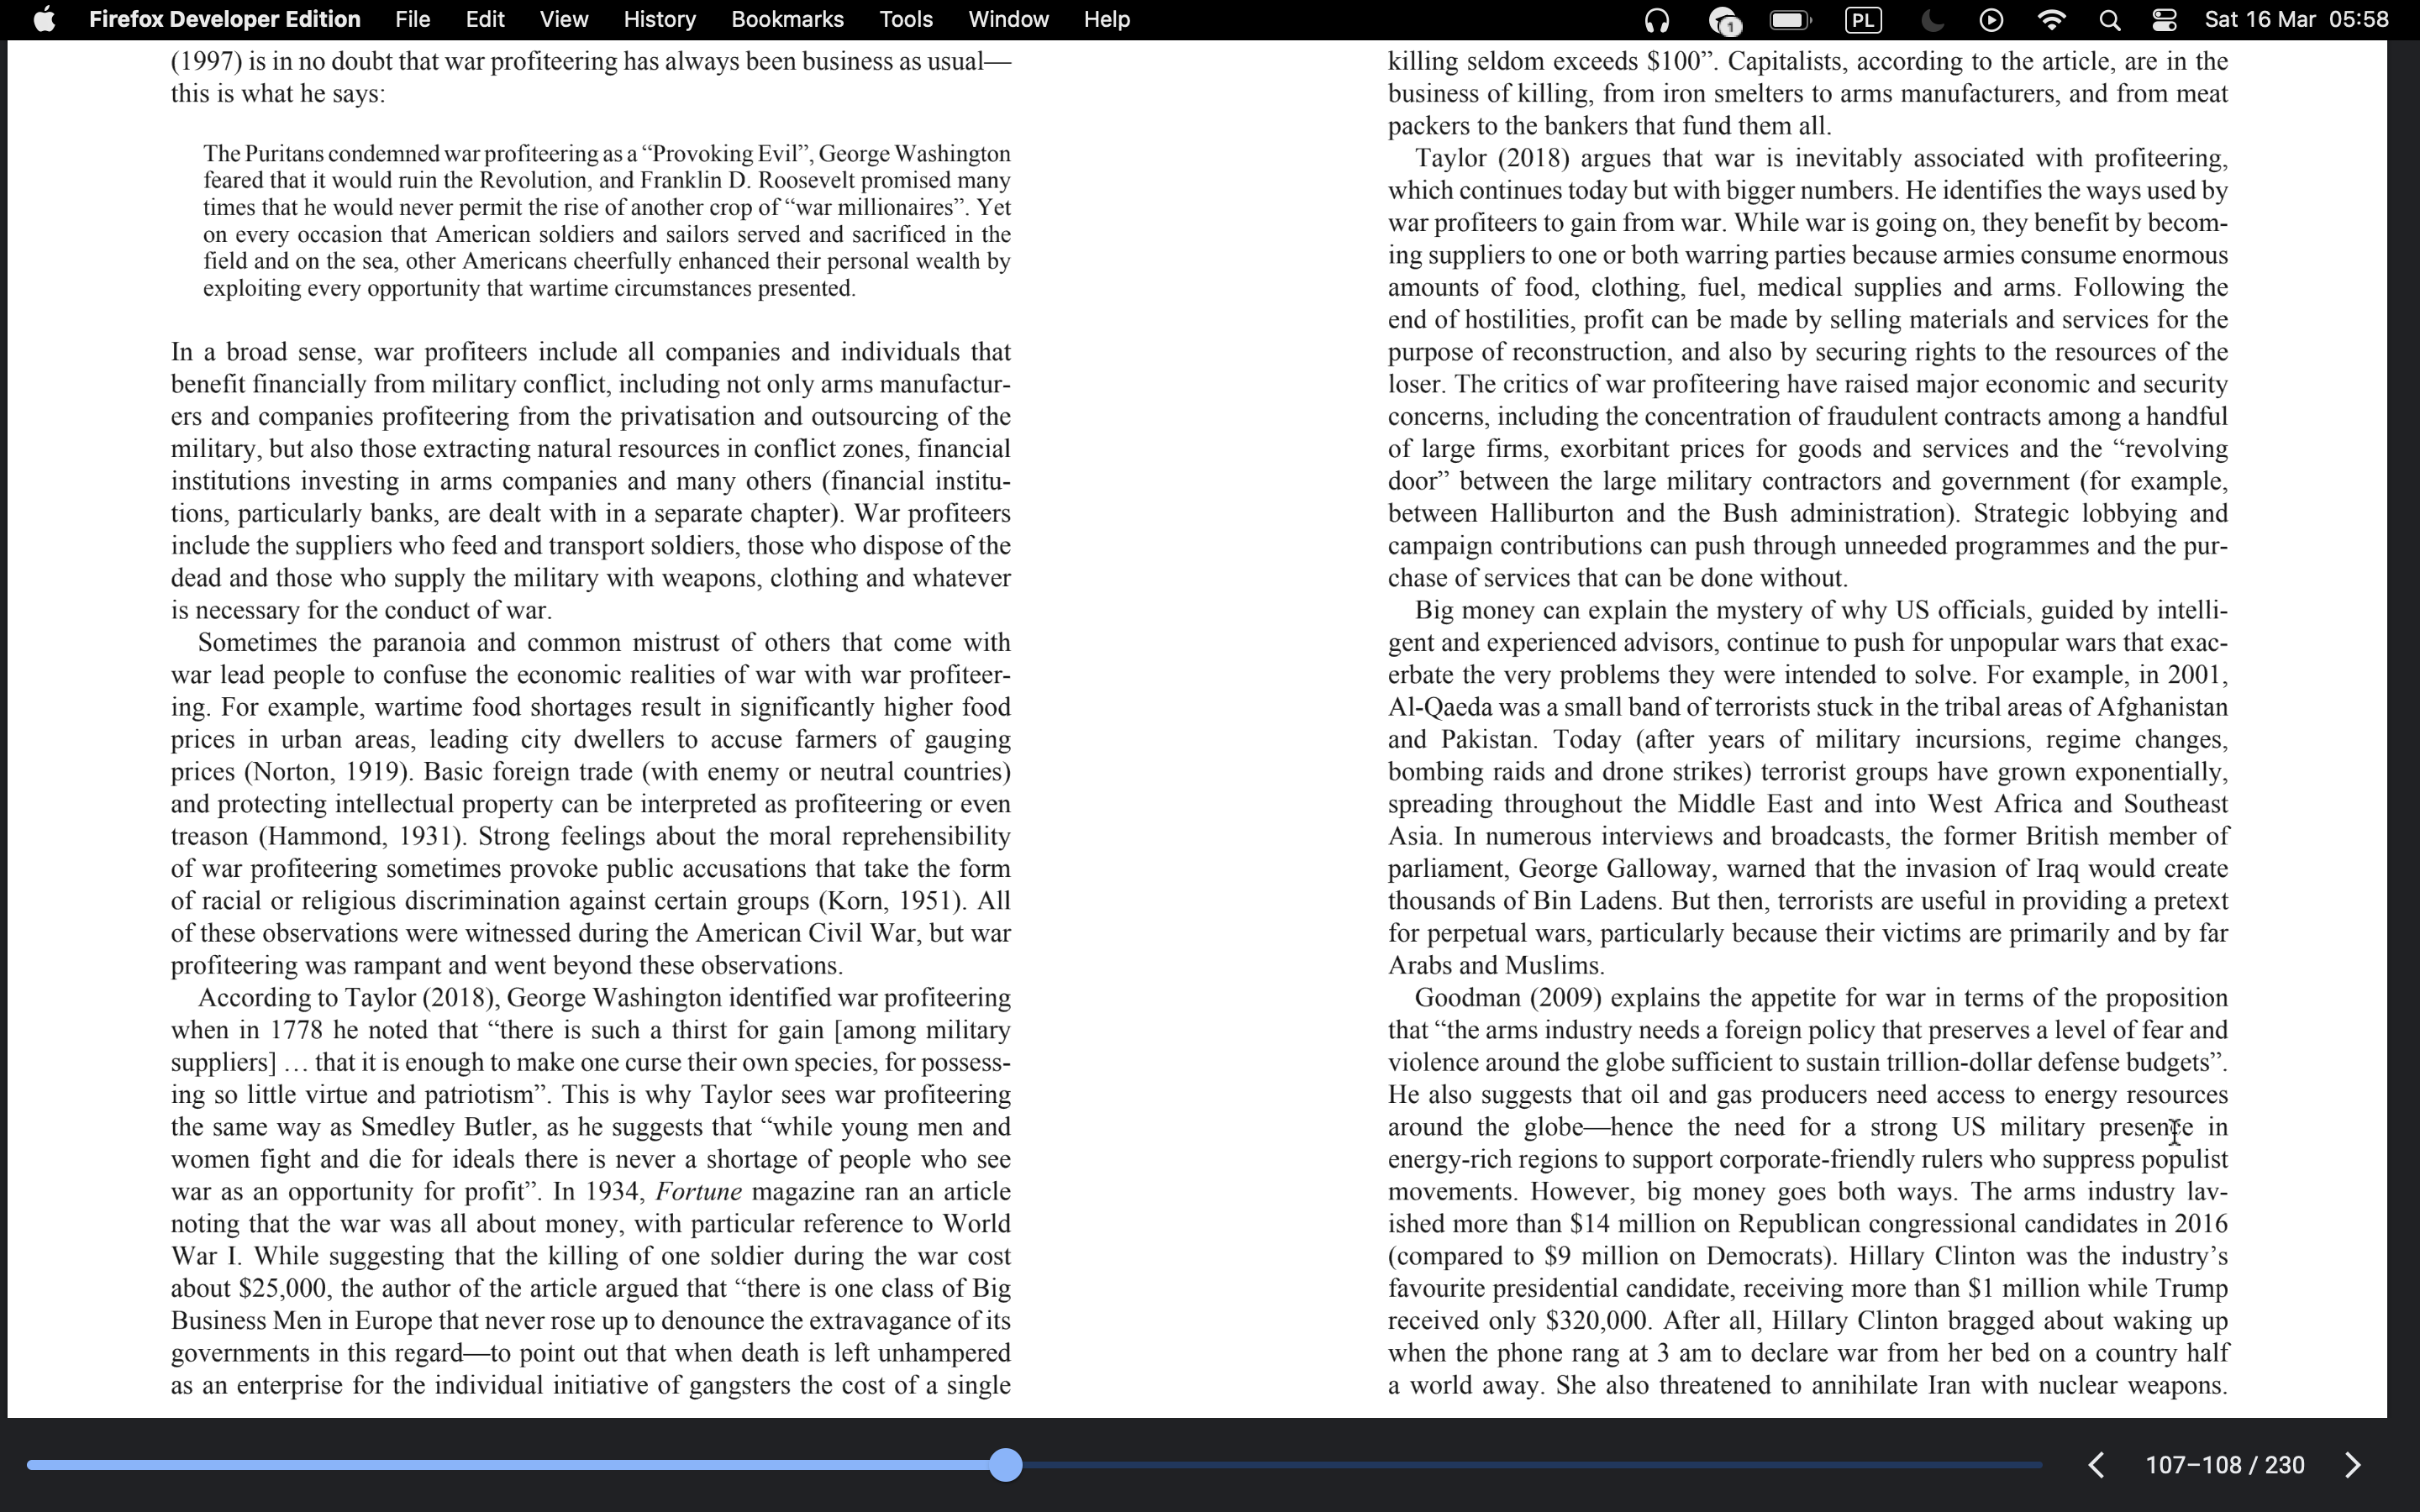 Firefox Developer Edition File Edit View History Bookmarks Tools Window Help 1 PL Sat 16 Mar 05:58
(1997) is in no doubt that war profiteering has always been business as usual—
this is what he says:
The Puritans condemned war profiteering as a “Provoking Evil”, George Washington
feared that it would ruin the Revolution, and Franklin D. Roosevelt promised many
times that he would never permit the rise of another crop of “war millionaires”. Yet
on every occasion that American soldiers and sailors served and sacrificed in the
field and on the sea, other Americans cheerfully enhanced their personal wealth by
exploiting every opportunity that wartime circumstances presented.
In a broad sense, war profiteers include all companies and individuals that
benefit financially from military conflict, including not only arms manufactur-
ers and companies profiteering from the privatisation and outsourcing of the
military, but also those extracting natural resources in conflict zones, financial
institutions investing in arms companies and many others (financial institu-
tions, particularly banks, are dealt with in a separate chapter). War profiteers
include the suppliers who feed and transport soldiers, those who dispose of the
dead and those who supply the military with weapons, clothing and whatever
is necessary for the conduct of war.
Sometimes the paranoia and common mistrust of others that come with
war lead people to confuse the economic realities of war with war profiteer-
ing. For example, wartime food shortages result in significantly higher food
prices in urban areas, leading city dwellers to accuse farmers of gauging
prices (Norton, 1919). Basic foreign trade (with enemy or neutral countries)
and protecting intellectual property can be interpreted as profiteering or even
treason (Hammond, 1931). Strong feelings about the moral reprehensibility
of war profiteering sometimes provoke public accusations that take the form
of racial or religious discrimination against certain groups (Korn, 1951). All
of these observations were witnessed during the American Civil War, but war
profiteering was rampant and went beyond these observations.
According to Taylor (2018), George Washington identified war profiteering
when in 1778 he noted that “there is such a thirst for gain [among military
suppliers] … that it is enough to make one curse their own species, for possess-
ing so little virtue and patriotism”. This is why Taylor sees war profiteering
the same way as Smedley Butler, as he suggests that “while young men and
women fight and die for ideals there is never a shortage of people who see
war as an opportunity for profit”. In 1934, Fortune magazine ran an article
noting that the war was all about money, with particular reference to World
War I. While suggesting that the killing of one soldier during the war cost
about $25,000, the author of the article argued that “there is one class of Big
Business Men in Europe that never rose up to denounce the extravagance of its
governments in this regard—to point out that when death is left unhampered
as an enterprise for the individual initiative of gangsters the cost of a single
killing seldom exceeds $100”. Capitalists, according to the article, are in the
business of killing, from iron smelters to arms manufacturers, and from meat
packers to the bankers that fund them all.
Taylor (2018) argues that war is inevitably associated with profiteering,
which continues today but with bigger numbers. He identifies the ways used by
war profiteers to gain from war. While war is going on, they benefit by becom-
ing suppliers to one or both warring parties because armies consume enormous
amounts of food, clothing, fuel, medical supplies and arms. Following the
end of hostilities, profit can be made by selling materials and services for the
purpose of reconstruction, and also by securing rights to the resources of the
loser. The critics of war profiteering have raised major economic and security
concerns, including the concentration of fraudulent contracts among a handful
of large firms, exorbitant prices for goods and services and the “revolving
door” between the large military contractors and government (for example,
between Halliburton and the Bush administration). Strategic lobbying and
campaign contributions can push through unneeded programmes and the pur-
chase of services that can be done without.
Big money can explain the mystery of why US officials, guided by intelli-
gent and experienced advisors, continue to push for unpopular wars that exac-
erbate the very problems they were intended to solve. For example, in 2001,
Al-Qaeda was a small band of terrorists stuck in the tribal areas of Afghanistan
and Pakistan. Today (after years of military incursions, regime changes,
bombing raids and drone strikes) terrorist groups have grown exponentially,
spreading throughout the Middle East and into West Africa and Southeast
Asia. In numerous interviews and broadcasts, the former British member of
parliament, George Galloway, warned that the invasion of Iraq would create
thousands of Bin Ladens. But then, terrorists are useful in providing a pretext
for perpetual wars, particularly because their victims are primarily and by far
Arabs and Muslims.
Goodman (2009) explains the appetite for war in terms of the proposition
that “the arms industry needs a foreign policy that preserves a level of fear and
violence around the globe sufficient to sustain trillion-dollar defense budgets”.
He also suggests that oil and gas producers need access to energy resources
around the globe—hence the need for a strong US military presence in
energy-rich regions to support corporate-friendly rulers who suppress populist
movements. However, big money goes both ways. The arms industry lav-
ished more than $14 million on Republican congressional candidates in 2016
(compared to $9 million on Democrats). Hillary Clinton was the industry’s
favourite presidential candidate, receiving more than $1 million while Trump
received only $320,000. After all, Hillary Clinton bragged about waking up
when the phone rang at 3 am to declare war from her bed on a country half
a world away. She also threatened to annihilate Iran with nuclear weapons.
107–108 / 230